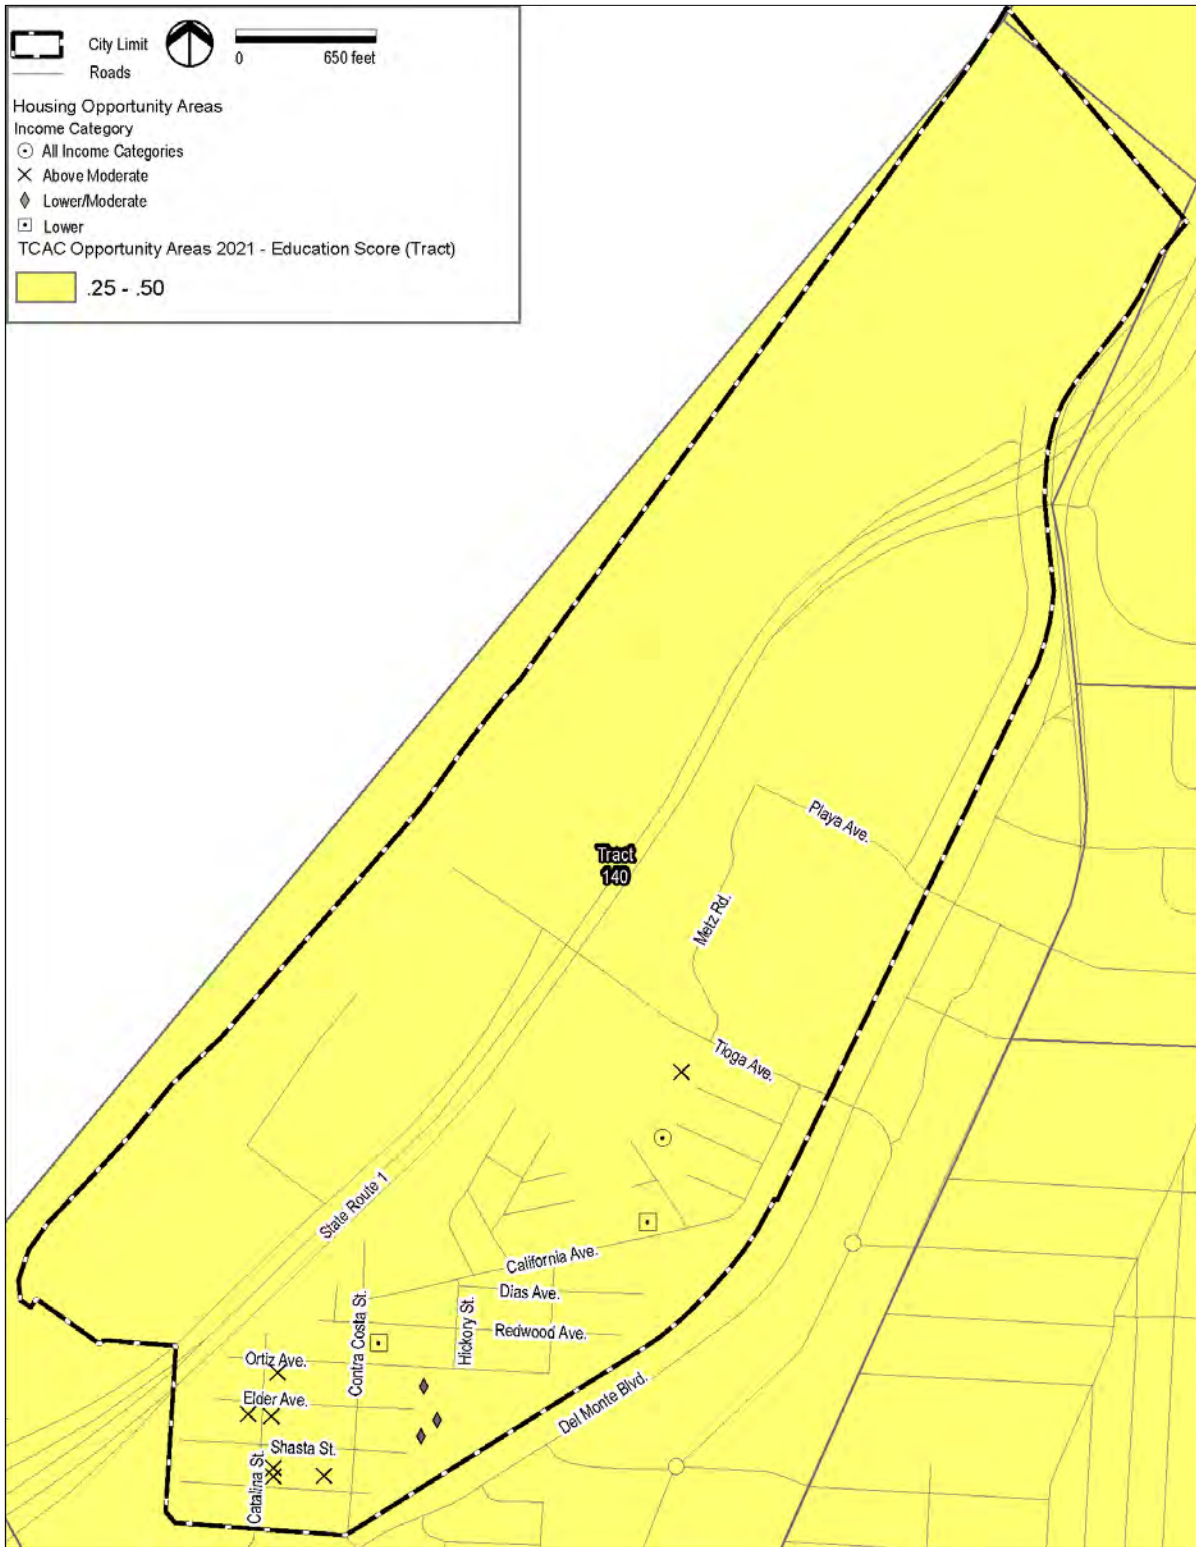 City Limit
0 650 feet
Roads
Housing Opportunity Areas
Income Category
All Income Categories
Above Moderate
Lower/Moderate
Lower
TCAC Opportunity Areas 2021 - Education Score (Tract)
.25 - .50
Playa Ave.
Tract
140
Metz Rd.
Tioga Ave.
State Route 1
California Ave.
Dias Ave.
Contra Costa St.
Hickory St.
Redwood Ave.
Ortiz Ave.
Elder Ave.
Del Monte Blvd.
Shasta St.
Catalina St.